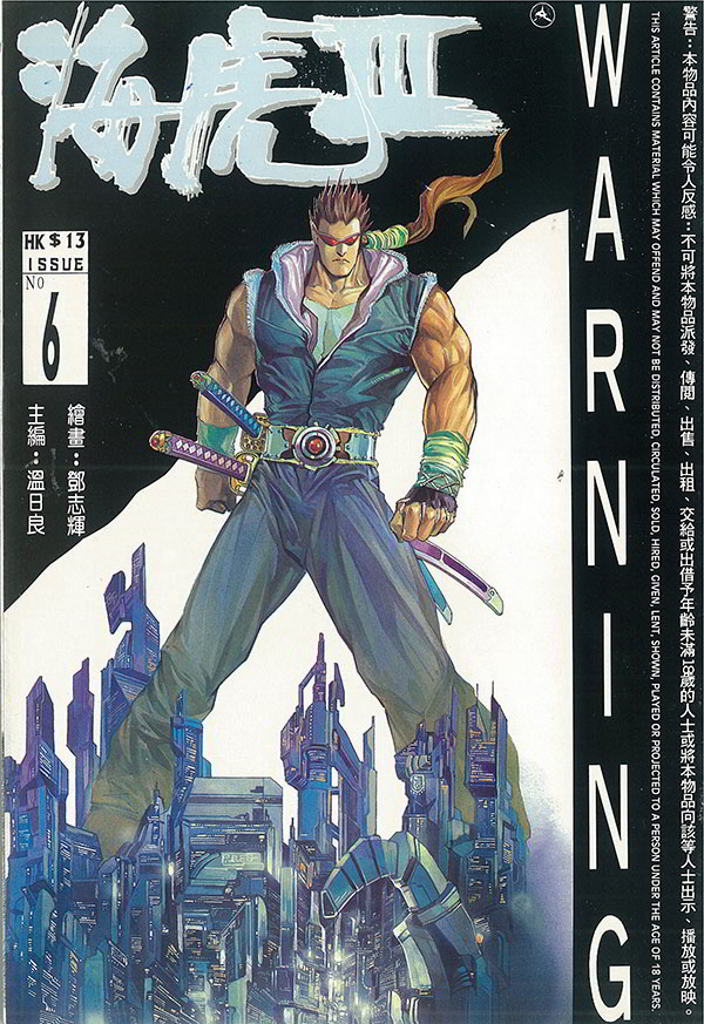 海虎III
HK $ 13
ISSUE
NO
6
繪畫：鄧志輝
主編：溫日良
WARNING
THIS ARTICLE CONTAINS MATERIAL WHICH MAY OFFEND AND MAY NOT BE DISTRIBUTED, CIRCULATED, SOLD, HIRED, GIVEN, LENT, SHOWN, PLAYED OR PROJECTED TO A PERSON UNDER THE AGE OF 18 YEARS.
警告：本物品內容可能令人反感：不可將本物品派發、傳閱、出售、出租、交給或出借予年齡未滿18歲的人士或將本物品向該等人士出示、播放或放映。